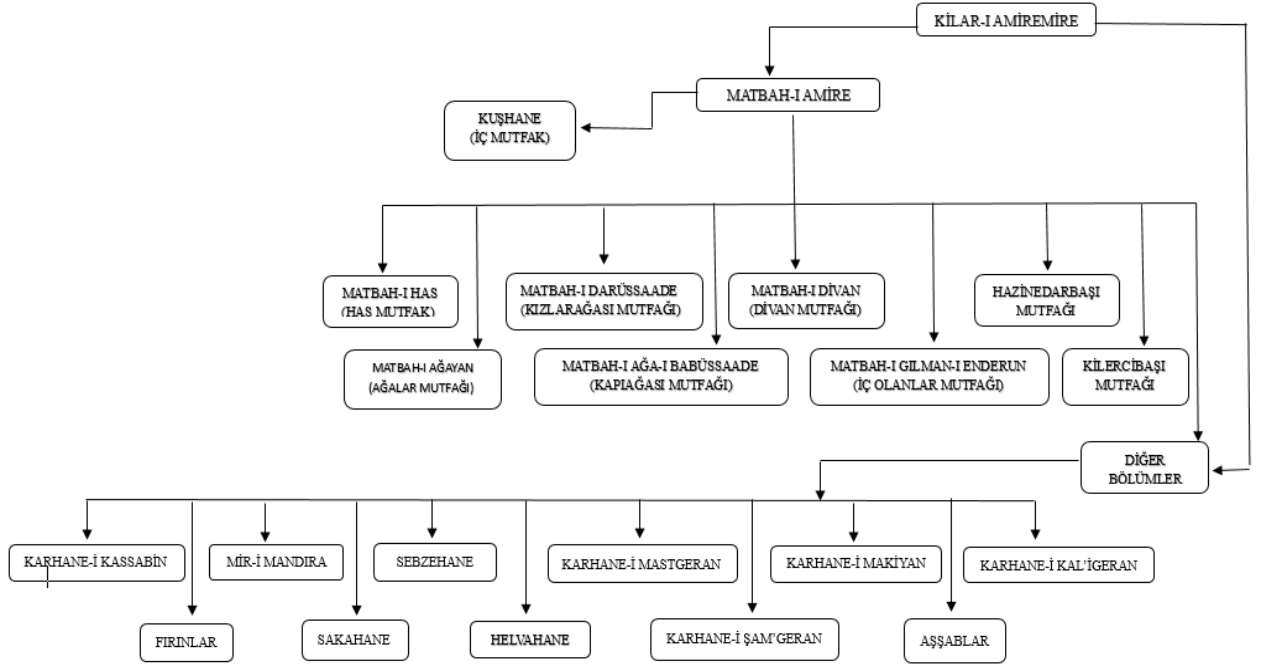 KİLAR-I AMİREMİRE
MATBAH-I AMİRE
KUŞHANE
(İÇ MUTFAK)
MATBAH-I HAS
(HAS MUTFAK)
MATBAH-I DARÜSSAADE
(KIZLARAĞASI MUTFAĞI)
MATBAH-I DİVAN
(DİVAN MUTFAĞI)
HAZİNEDARBAŞI
MUTFAĞI
MATBAH-I AĞAYAN
(AĞALAR MUTFAĞI)
MATBAH-I AĞA-I BABÜSSAADE
(KAPIAĞASI MUTFAĞI)
MATBAH-I GILMAN-I ENDERUN
(İÇ OLANLAR MUTFAĞI)
KİLERCİBAŞI
MUTFAĞI
DİĞER
BÖLÜMLER
KARHANE-İ KASSABİN
MİR-İ MANDIRA
SEBZEHANE
KARHANE-İ MASTGERAN
KARHANE-İ MAKİYAN
KARHANE-İ KAL’İGERAN
FIRINLAR
SAKAHANE
HELVAHANE
KARHANE-İ ŞAM’GERAN
AŞŞABLAR